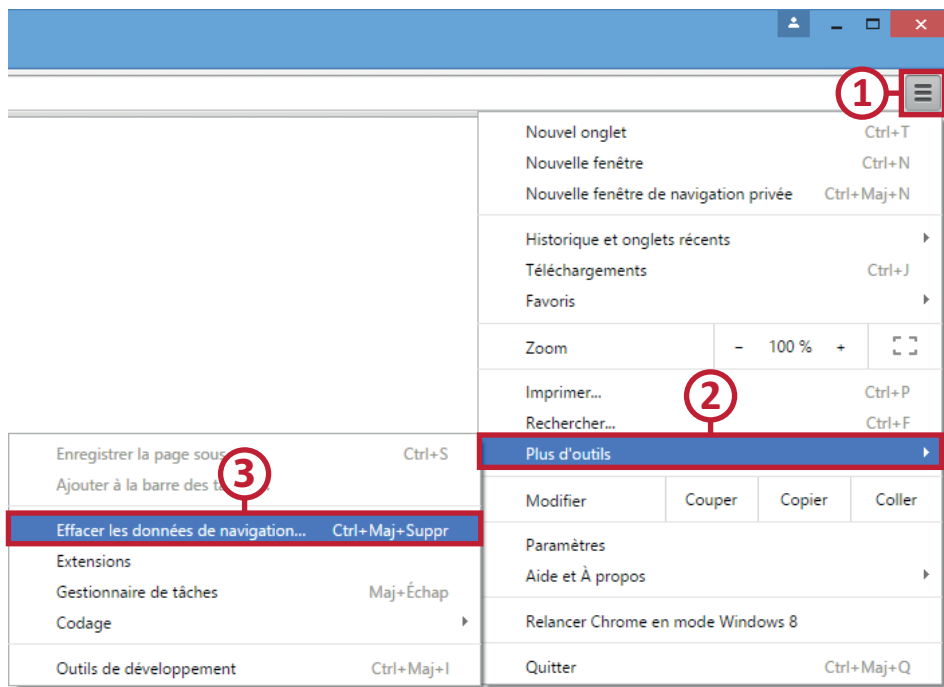 1
Nouvel onglet Ctrl+T
Nouvelle fenêtre Ctrl+N
Nouvelle fenêtre de navigation privée Ctrl+Maj+N
Historique et onglets récents
Téléchargements Ctrl+J
Favoris
Zoom - 100 % +
Imprimer... Ctrl+P
2
Rechercher... Ctrl+F
Plus d'outils
Modifier Couper Copier Coller
Paramètres
Aide et À propos
Relancer Chrome en mode Windows 8
Quitter Ctrl+Maj+Q
Enregistrer la page sous Ctrl+S
3
Ajouter à la barre des
Effacer les données de navigation... Ctrl+Maj+Suppr
Extensions
Gestionnaire de tâches Maj+Échap
Codage
Outils de développement Ctrl+Maj+I